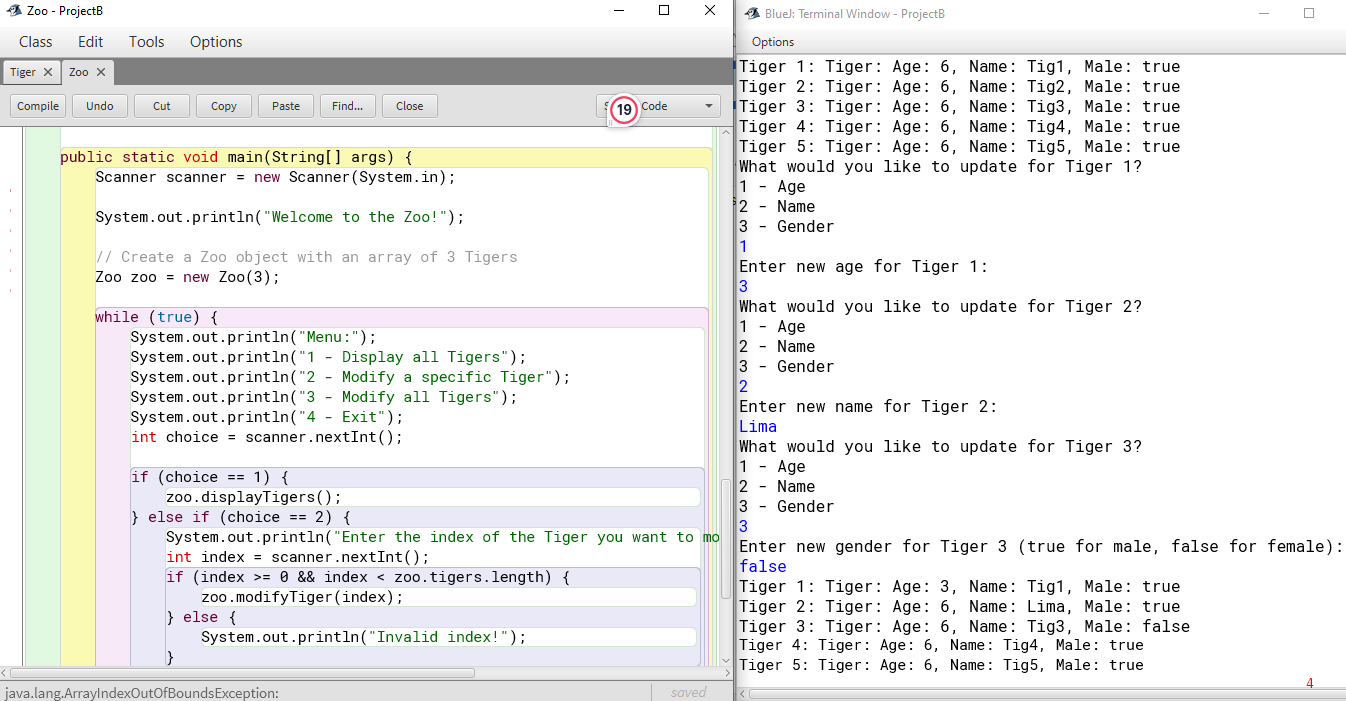 Zoo - ProjectB
Class Edit Tools Options
Tiger Zoo
Compile Undo Cut Copy Paste Find... Close Code
19
public static void main(String[] args) {
Scanner scanner = new Scanner(System.in);
System.out.println("Welcome to the Zoo!");
// Create a Zoo object with an array of 3 Tigers
Zoo zoo = new Zoo(3);
while (true) {
System.out.println("Menu:");
System.out.println("1 - Display all Tigers");
System.out.println("2 - Modify a specific Tiger");
System.out.println("3 - Modify all Tigers");
System.out.println("4 - Exit");
int choice = scanner.nextInt();
if (choice == 1) {
zoo.displayTigers();
} else if (choice == 2) {
System.out.println("Enter the index of the Tiger you want to mo
int index = scanner.nextInt();
if (index >= 0 && index < zoo.tigers.length) {
zoo.modifyTiger(index);
} else {
System.out.println("Invalid index!");
}
java.lang.ArrayIndexOutOfBoundsException:
saved
BlueJ: Terminal Window - ProjectB
Options
Tiger 1: Tiger: Age: 6, Name: Tig1, Male: true
Tiger 2: Tiger: Age: 6, Name: Tig2, Male: true
Tiger 3: Tiger: Age: 6, Name: Tig3, Male: true
Tiger 4: Tiger: Age: 6, Name: Tig4, Male: true
Tiger 5: Tiger: Age: 6, Name: Tig5, Male: true
What would you like to update for Tiger 1?
1 - Age
2 - Name
3 - Gender
1
Enter new age for Tiger 1:
3
What would you like to update for Tiger 2?
1 - Age
2 - Name
3 - Gender
2
Enter new name for Tiger 2:
Lima
What would you like to update for Tiger 3?
1 - Age
2 - Name
3 - Gender
3
Enter new gender for Tiger 3 (true for male, false for female):
false
Tiger 1: Tiger: Age: 3, Name: Tig1, Male: true
Tiger 2: Tiger: Age: 6, Name: Lima, Male: true
Tiger 3: Tiger: Age: 6, Name: Tig3, Male: false
Tiger 4: Tiger: Age: 6, Name: Tig4, Male: true
Tiger 5: Tiger: Age: 6, Name: Tig5, Male: true
4